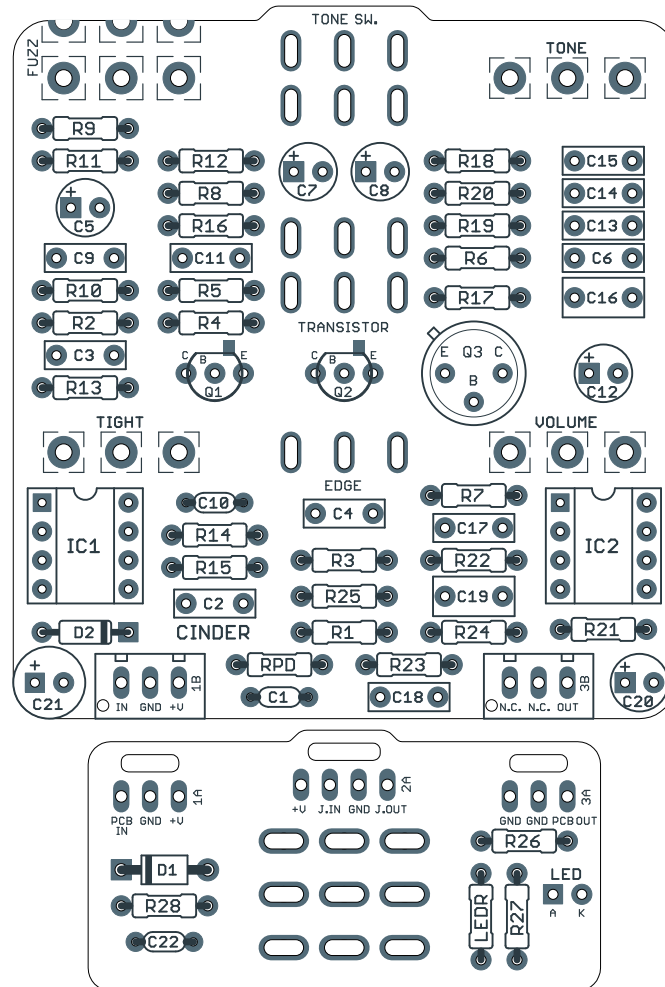 TONE SW.
FUZZ
TONE
R9
R11
R12
+
C7
+
C8
R18
C15
R8
R20
C14
+
C5
R16
R19
C13
C9
C11
R6
C6
R10
R5
R17
C16
R2
R4
TRANSISTOR
C3
C B E
Q1
C B E
Q2
E Q3 C
B
+
C12
R13
TIGHT
VOLUME
EDGE
R7
C10
C4
C17
IC1
R14
IC2
R15
R3
R22
C2
R25
C19
D2
CINDER
R1
R24
R21
+
C21
IN GND +V
1B
RPD
R23
C1
C18
N.C. N.C. OUT
3B
+
C20
1A
PCB IN
GND
+V
2A
+V J.IN GND J.OUT
3A
GND GND PCB OUT
R26
D1
LED
A K
R28
LEDR
R27
C22